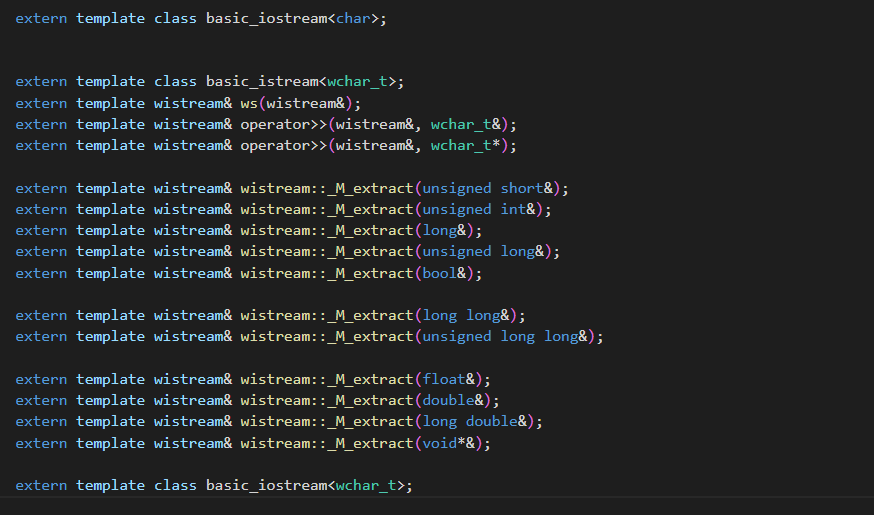 extern template class basic_iostream<char>;
extern template class basic_istream<wchar_t>;
extern template wistream& ws(wistream&);
extern template wistream& operator>>(wistream&, wchar_t&);
extern template wistream& operator>>(wistream&, wchar_t*);
extern template wistream& wistream::_M_extract(unsigned short&);
extern template wistream& wistream::_M_extract(unsigned int&);
extern template wistream& wistream::_M_extract(long&);
extern template wistream& wistream::_M_extract(unsigned long&);
extern template wistream& wistream::_M_extract(bool&);
extern template wistream& wistream::_M_extract(long long&);
extern template wistream& wistream::_M_extract(unsigned long long&);
extern template wistream& wistream::_M_extract(float&);
extern template wistream& wistream::_M_extract(double&);
extern template wistream& wistream::_M_extract(long double&);
extern template wistream& wistream::_M_extract(void*&);
extern template class basic_iostream<wchar_t>;